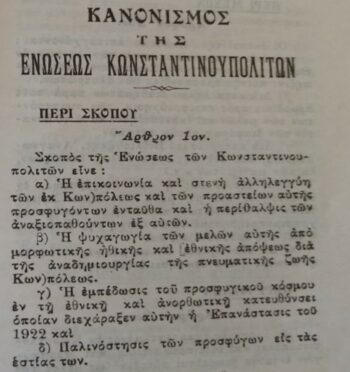 ΚΑΝΟΝΙΣΜΟΣ
ΤΗΣ
ΕΝΩΣΕΩΣ ΚΩΝΣΤΑΝΤΙΝΟΥΠΟΛΙΤΩΝ
ΠΕΡΙ ΣΚΟΠΟΥ
Ἄρθρον 1ον.
Σκοπὸς τῆς Ἑνώσεως τῶν Κωνσταντινου-
πολιτῶν εἶνε :
α) Ἡ ἐπικοινωνία καὶ στενὴ ἀλληλεγγύη
τῶν ἐκ Κων)πόλεως καὶ τῶν προαστείων αὐτῆς
προσφυγόντων ἐνταῦθα καὶ ἡ περίθαλψις τῶν
ἀναξιοπαθούντων ἐξ αὐτῶν.
β) Ἡ ψυχαγωγία τῶν μελῶν αὐτῆς ἀπὸ
μορφωτικῆς ἠθικῆς καὶ ἐθνικῆς ἀπόψεως διὰ
τῆς ἀναδημιουργίας τῆς πνευματικῆς ζωῆς
Κων)πόλεως.
γ) Ἡ ἐμπέδωσις τοῦ προσφυγικοῦ κόσμου
ἐν τῇ ἐθνικῇ καὶ ἀνορθωτικῇ κατευθύνσει
ὁποίαν διεχάραξεν αὐτὴν ἡ Ἐπανάστασις τοῦ
1922 καὶ
δ) Παλινόστησις τῶν προσφύγων εἰς τὰς
ἑστίας των.